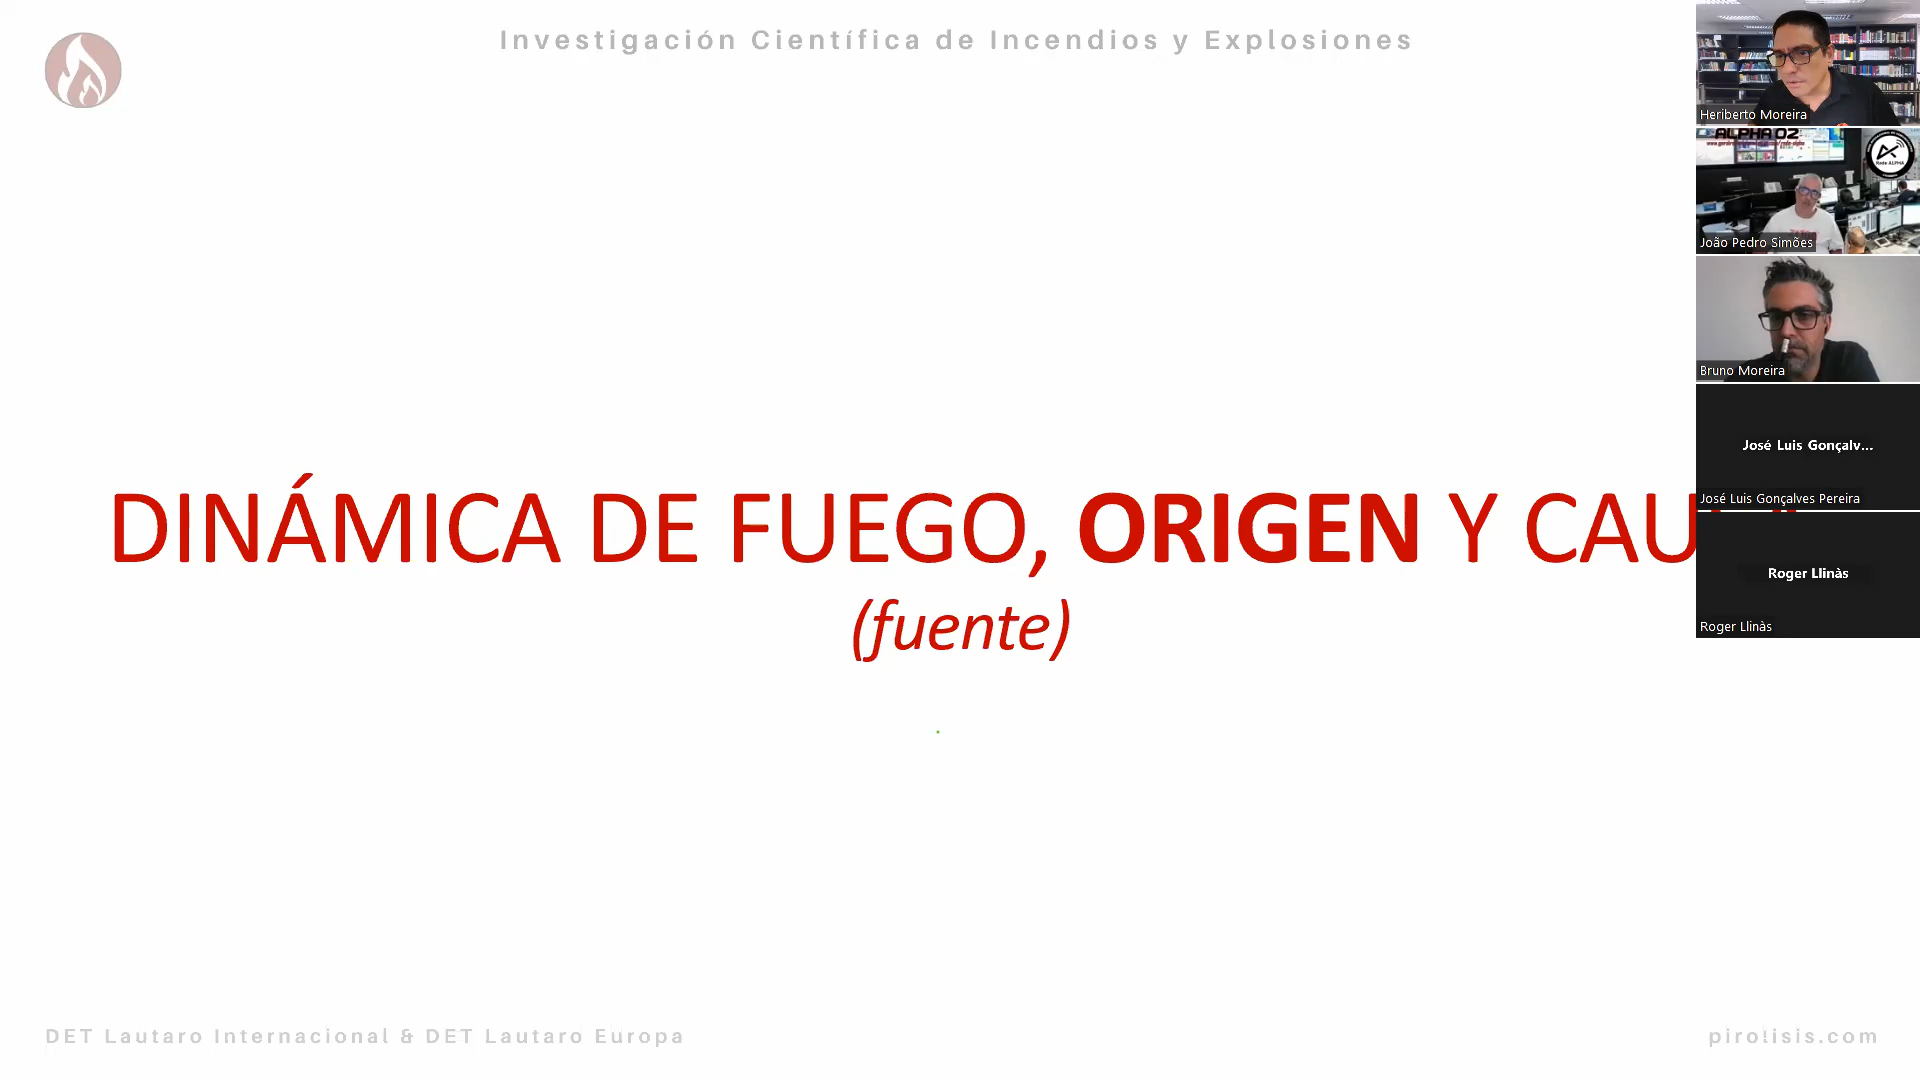 Investigación Científica de Incendios y Explosiones
DINÁMICA DE FUEGO, ORIGEN Y CAU
(fuente)
DET Lautaro Internacional & DET Lautaro Europa
pirolisis.com
Heriberto Moreira
ALPHA 02
Rede ALPHA
João Pedro Simões
Bruno Moreira
José Luis Gonçalv...
José Luis Gonçalves Pereira
Roger Llinàs
Roger Llinàs